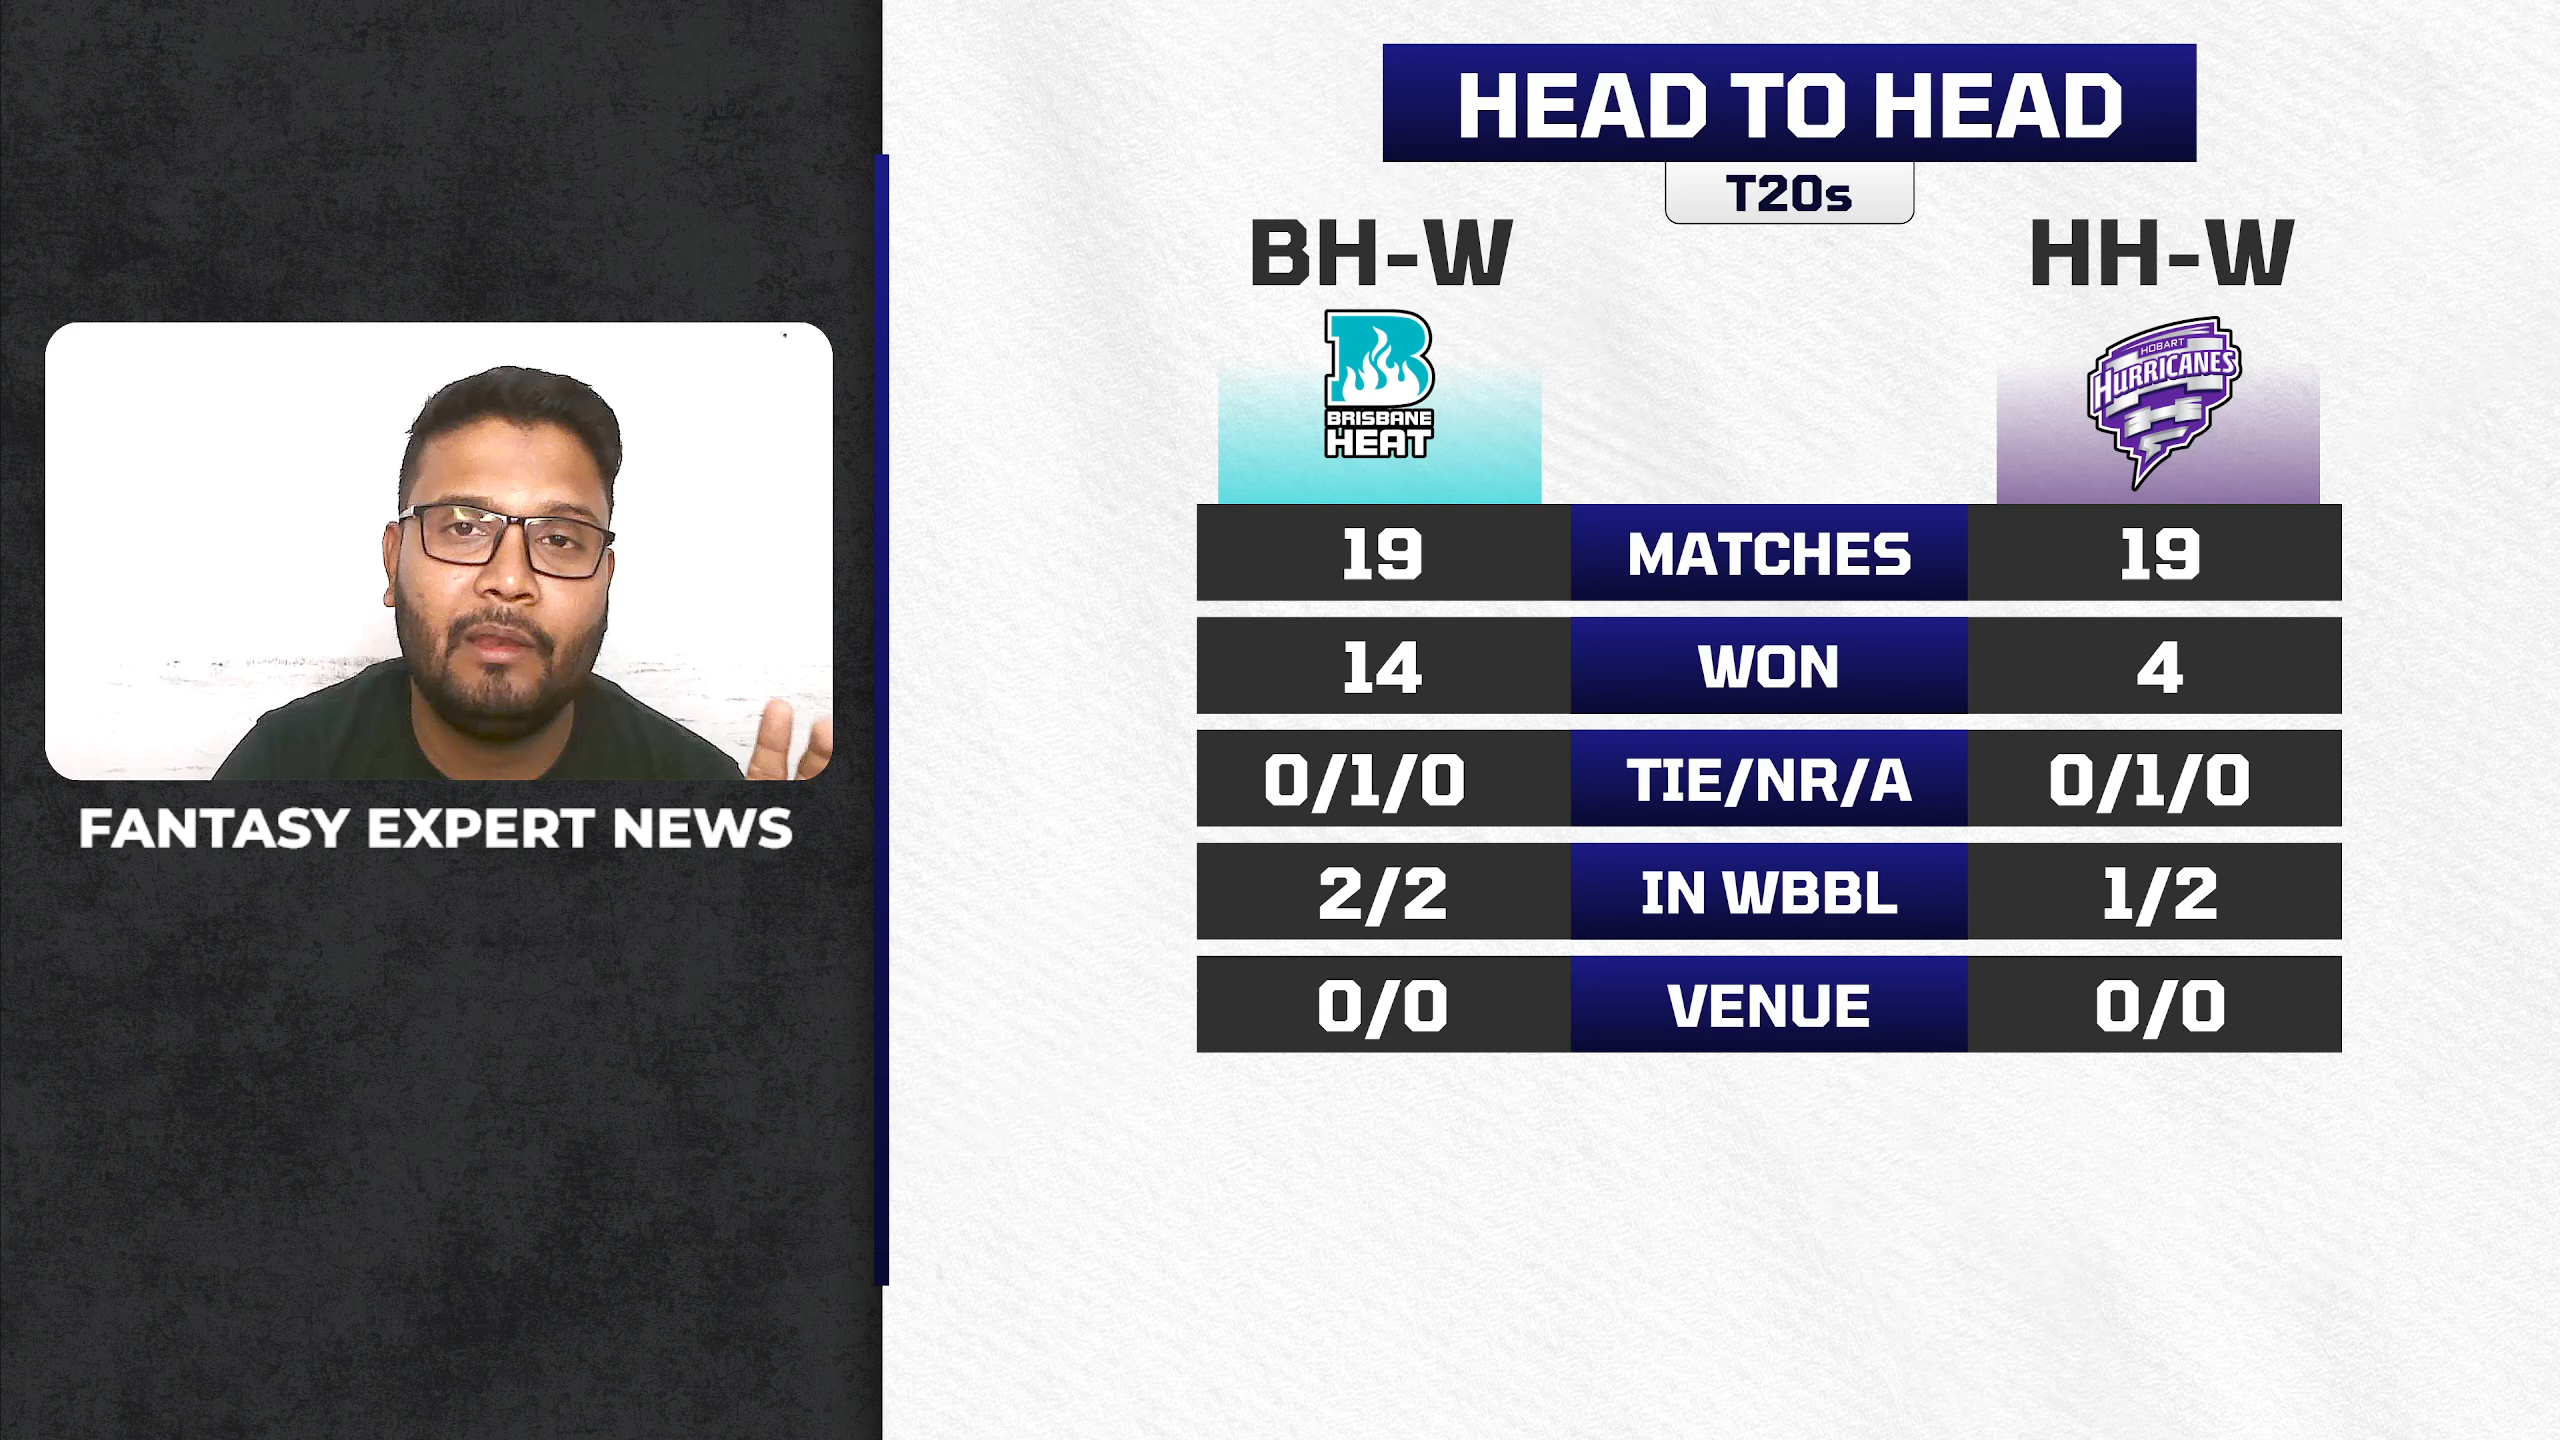 HEAD TO HEAD
T20s
BH-W
HH-W
BRISBANE
HEAT
HOBART
HURRICANES
19 MATCHES 19
14 WON 4
0/1/0 TIE/NR/A 0/1/0
2/2 IN WBBL 1/2
0/0 VENUE 0/0
FANTASY EXPERT NEWS